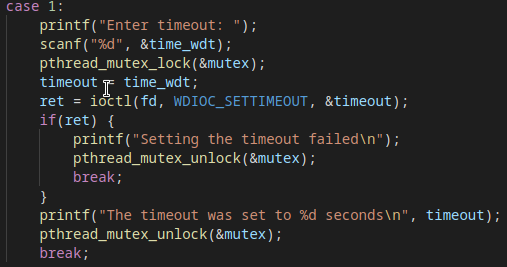 case 1:
    printf("Enter timeout: ");
    scanf("%d", &time_wdt);
    pthread_mutex_lock(&mutex);
    timeout = time_wdt;
    ret = ioctl(fd, WDIOC_SETTIMEOUT, &timeout);
    if(ret) {
        printf("Setting the timeout failed\n");
        pthread_mutex_unlock(&mutex);
        break;
    }
    printf("The timeout was set to %d seconds\n", timeout);
    pthread_mutex_unlock(&mutex);
    break;